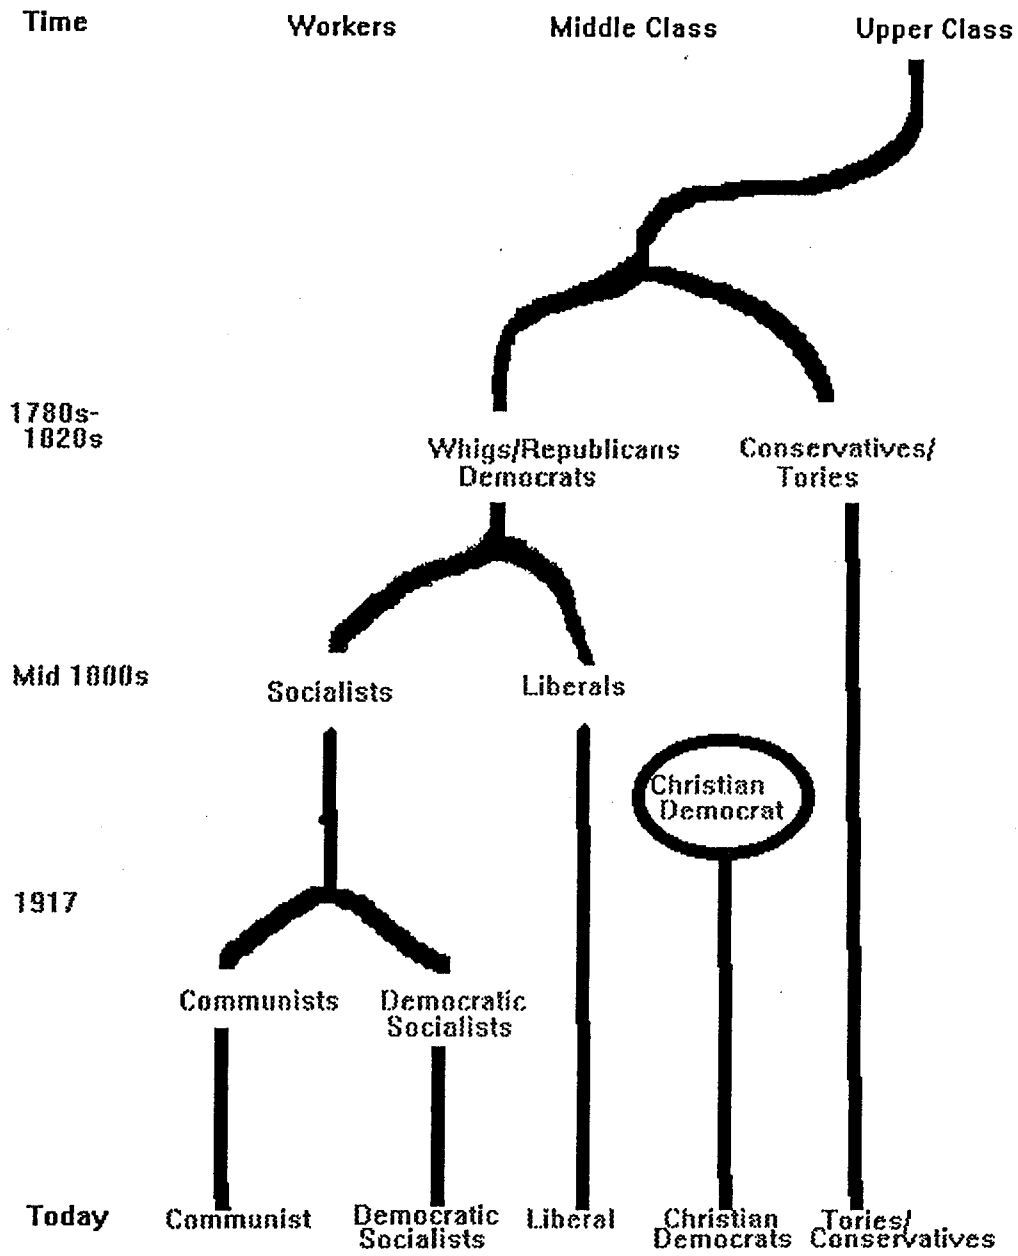 Time Workers Middle Class Upper Class
1780s-
1820s
Whigs/Republicans Conservatives/
Democrats Tories
Mid 1800s
Socialists Liberals
Christian
Democrat
1917
Communists Democratic
Socialists
Today Communist Democratic Liberal Christian Tories/
Socialists Democrats Conservatives